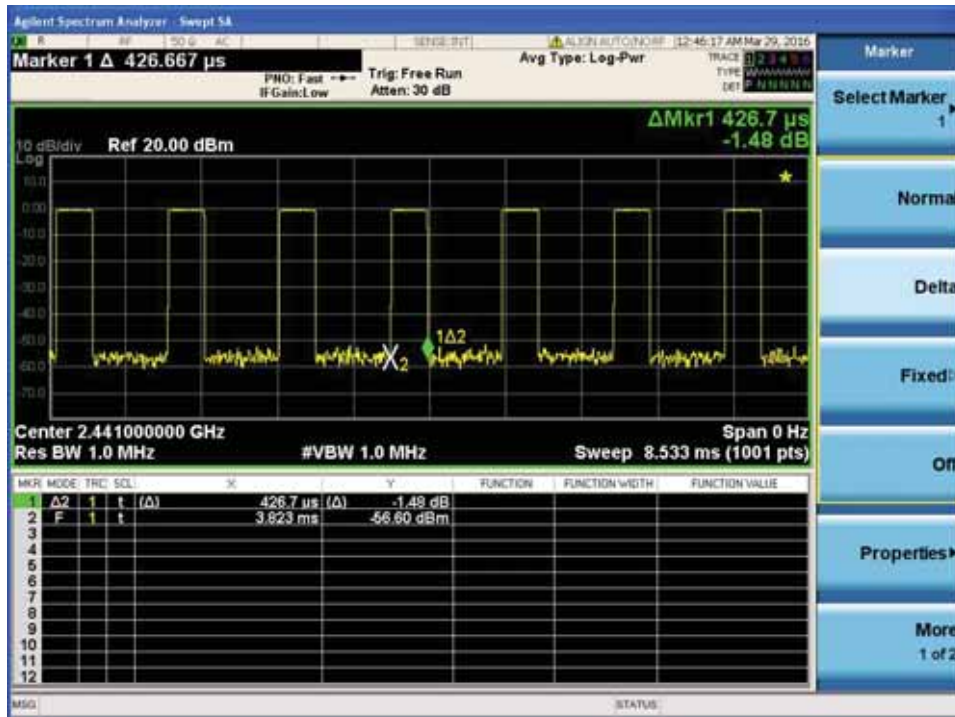 Agilent Spectrum Analyzer - Swept SA
R RF 50 Ω AC SENSE:INT ALIGN AUTO/NO RF 12:46:17 AM Mar 29, 2016
Marker 1 Δ 426.667 µs
PNO: Fast
IFGain:Low
Trig: Free Run
Atten: 30 dB
Avg Type: Log-Pwr
TRACE 1 2 3 4 5 6
TYPE
DET P N N N N N
ΔMkr1 426.7 µs
-1.48 dB
10 dB/div Ref 20.00 dBm
Log
10.0
0.00
-10.0
-20.0
-30.0
-40.0
-50.0
-60.0
-70.0
1Δ2
2
Center 2.441000000 GHz Span 0 Hz
Res BW 1.0 MHz #VBW 1.0 MHz Sweep 8.533 ms (1001 pts)
MKR MODE TRC SCL X Y FUNCTION FUNCTION WIDTH FUNCTION VALUE
1 Δ2 1 t (Δ) 426.7 µs (Δ) -1.48 dB
2 F 1 t 3.823 ms -56.60 dBm
3
4
5
6
7
8
9
10
11
12
MSG STATUS
Marker
Select Marker
1
Normal
Delta
Fixed
Off
Properties
More
1 of 2